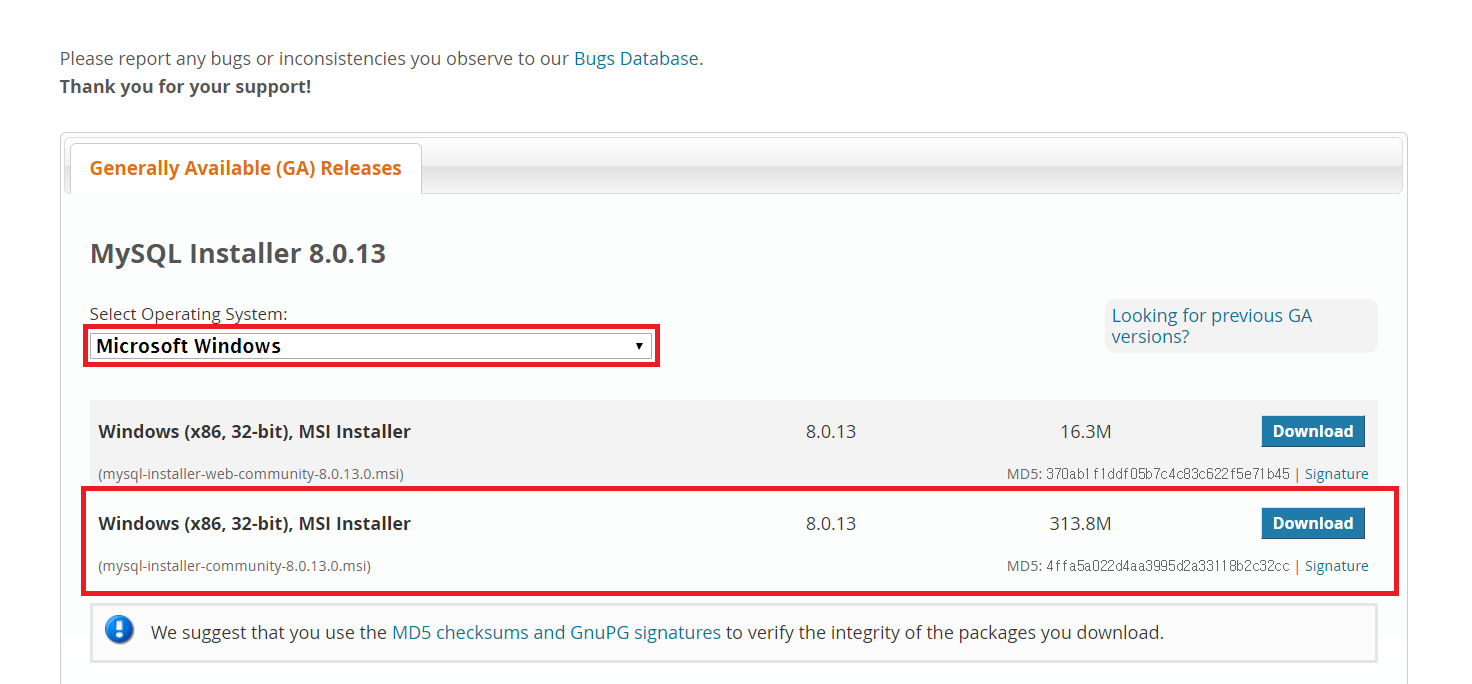 Please report any bugs or inconsistencies you observe to our Bugs Database.
Thank you for your support!
Generally Available (GA) Releases
MySQL Installer 8.0.13
Select Operating System:
Looking for previous GA
versions?
Microsoft Windows
Windows (x86, 32-bit), MSI Installer 8.0.13 16.3M Download
(mysql-installer-web-community-8.0.13.0.msi) MD5: 370ab1f1ddf05b7c4c83c622f5e71b45 | Signature
Windows (x86, 32-bit), MSI Installer 8.0.13 313.8M Download
(mysql-installer-community-8.0.13.0.msi) MD5: 4ffa5a022d4aa3995d2a33118b2c32cc | Signature
We suggest that you use the MD5 checksums and GnuPG signatures to verify the integrity of the packages you download.